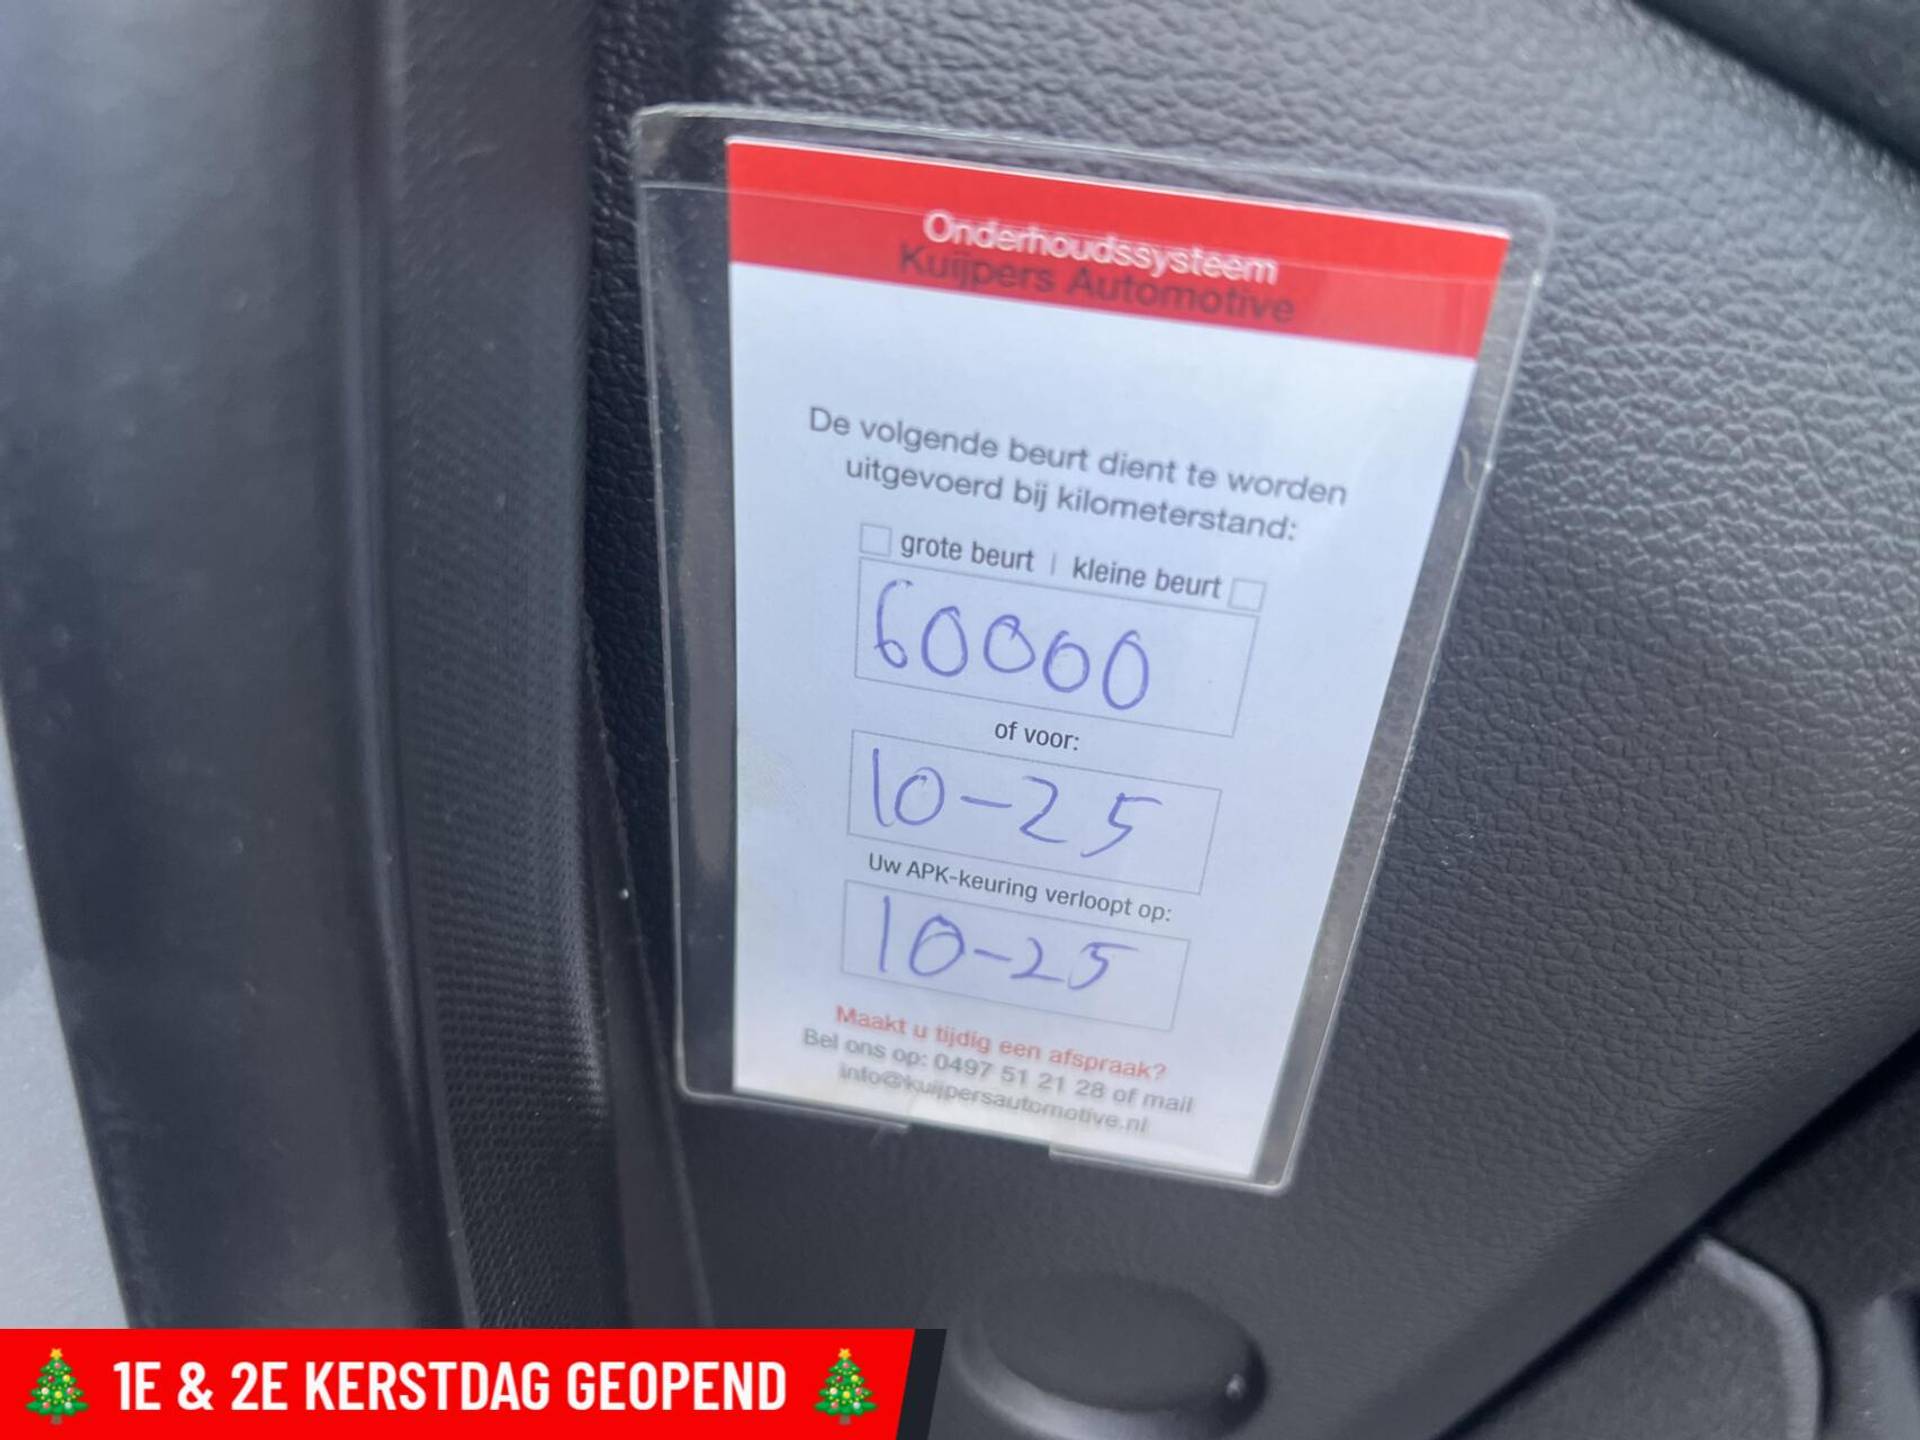 Onderhoudssysteem
Kuijpers Automotive
De volgende beurt dient te worden
uitgevoerd bij kilometerstand:
grote beurt | kleine beurt
60000
of voor:
10-25
Uw APK-keuring verloopt op:
10-25
Maakt u tijdig een afspraak?
Bel ons op: 0497 51 21 28 of mail
info@kuijpersautomotive.nl
1E & 2E KERSTDAG GEOPEND